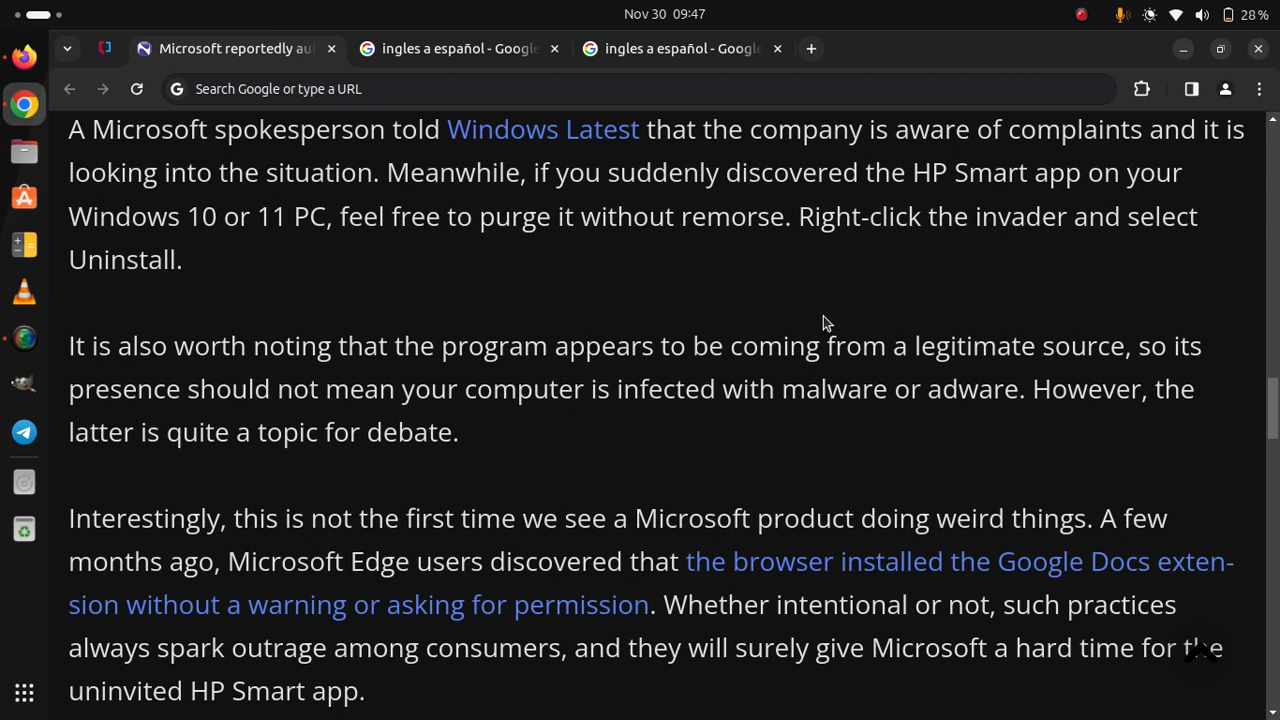 Nov 30 09:47
28 %
Microsoft reportedly au
ingles a español - Google
ingles a español - Google
Search Google or type a URL
A Microsoft spokesperson told Windows Latest that the company is aware of complaints and it is
looking into the situation. Meanwhile, if you suddenly discovered the HP Smart app on your
Windows 10 or 11 PC, feel free to purge it without remorse. Right-click the invader and select
Uninstall.
It is also worth noting that the program appears to be coming from a legitimate source, so its
presence should not mean your computer is infected with malware or adware. However, the
latter is quite a topic for debate.
Interestingly, this is not the first time we see a Microsoft product doing weird things. A few
months ago, Microsoft Edge users discovered that the browser installed the Google Docs exten-
sion without a warning or asking for permission. Whether intentional or not, such practices
always spark outrage among consumers, and they will surely give Microsoft a hard time for the
uninvited HP Smart app.